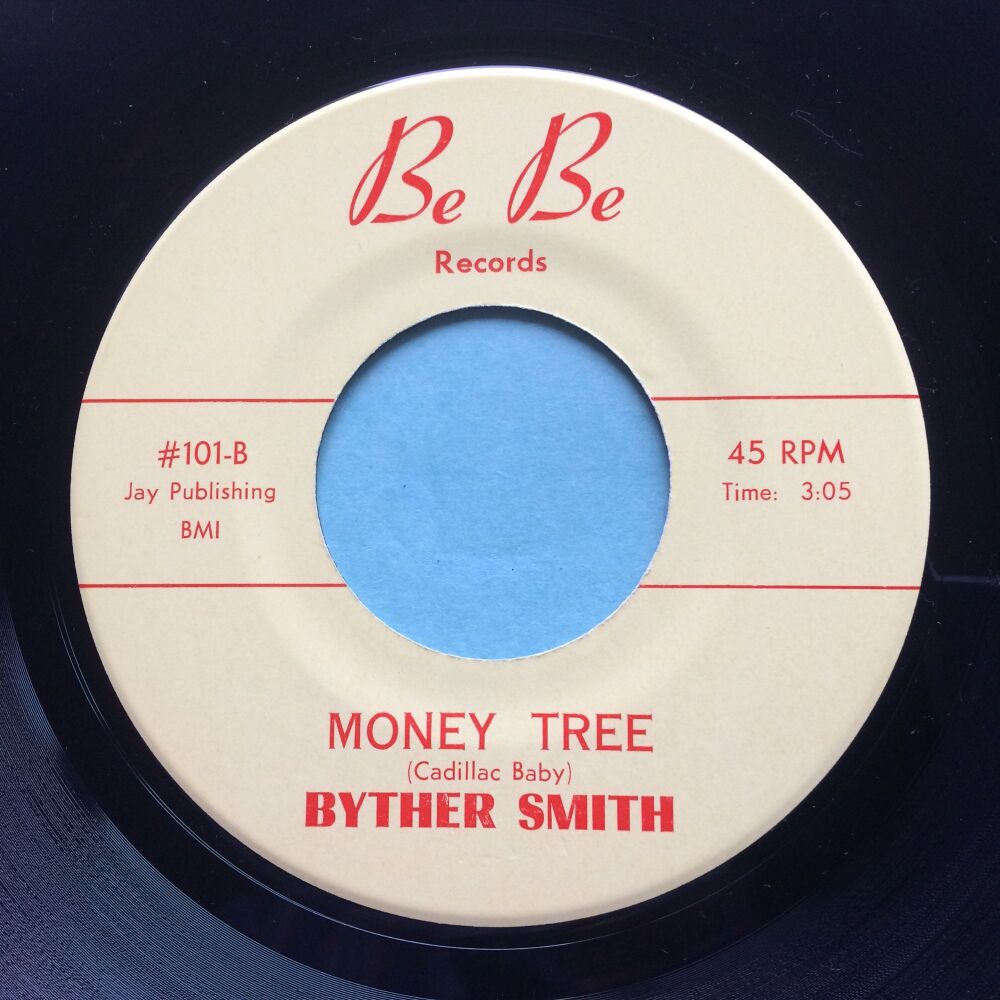 Be Be
Records
#101-B
Jay Publishing
BMI
45 RPM
Time: 3:05
MONEY TREE
(Cadillac Baby)
BYTHER SMITH